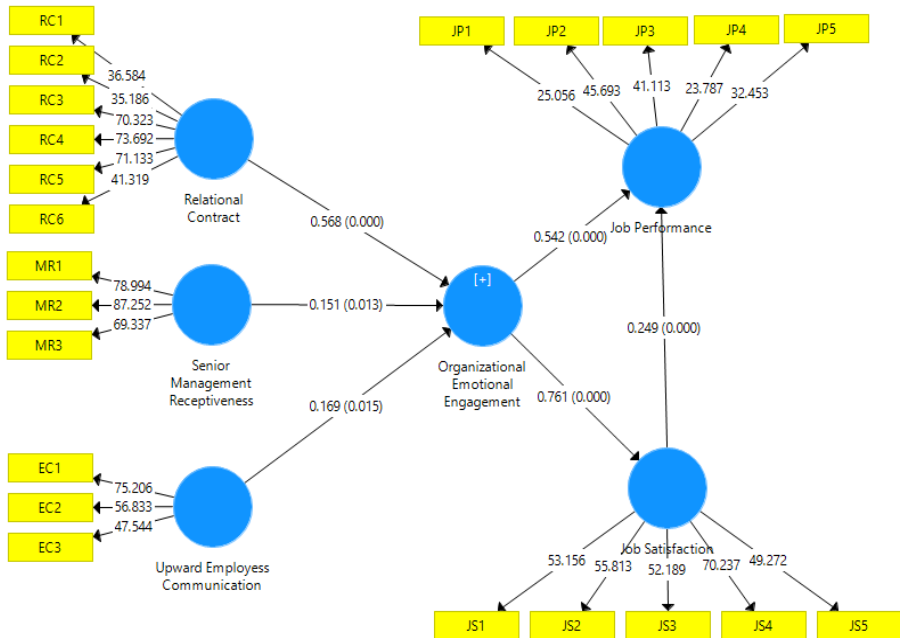 RC1
RC2
RC3
RC4
RC5
RC6
36.584
35.186
70.323
73.692
71.133
41.319
Relational
Contract
MR1
MR2
MR3
78.994
87.252
69.337
Senior
Management
Receptiveness
EC1
EC2
EC3
75.206
56.833
47.544
Upward Employess
Communication
0.568 (0.000)
0.151 (0.013)
0.169 (0.015)
[+]
Organizational
Emotional
Engagement
0.542 (0.000)
0.761 (0.000)
0.249 (0.000)
JP1
JP2
JP3
JP4
JP5
25.056
45.693
41.113
23.787
32.453
Job Performance
Job Satisfaction
53.156
55.813
52.189
70.237
49.272
JS1
JS2
JS3
JS4
JS5